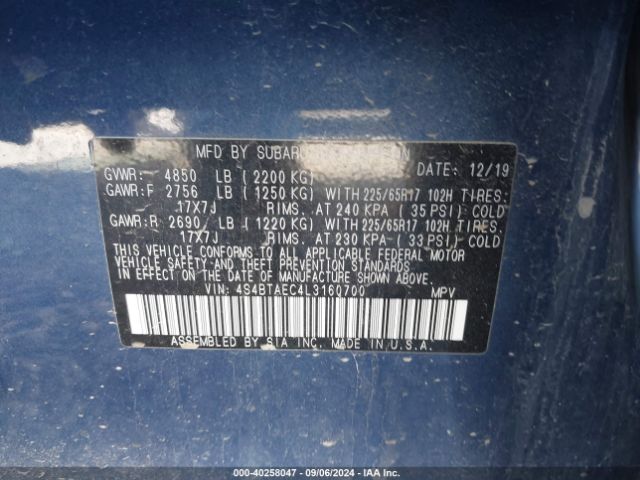 MFD BY SUBARU DATE: 12/19
GVWR: 4850 LB (2200 KG)
GAWR:F 2756 LB (1250 KG) WITH 225/65R17 102H TIRES,
17X7J RIMS, AT 240 KPA (35 PSI) COLD
GAWR:R 2690 LB (1220 KG) WITH 225/65R17 102H TIRES,
17X7J RIMS, AT 230 KPA (33 PSI) COLD
THIS VEHICLE CONFORMS TO ALL APPLICABLE FEDERAL MOTOR
VEHICLE SAFETY AND THEFT PREVENTION STANDARDS
IN EFFECT ON THE DATE OF MANUFACTURE SHOWN ABOVE.
VIN: 4S4BTAEC4L3160700 MPV
ASSEMBLED BY SIA INC. MADE IN U.S.A.
000-40258047 - 09/06/2024 - IAA Inc.